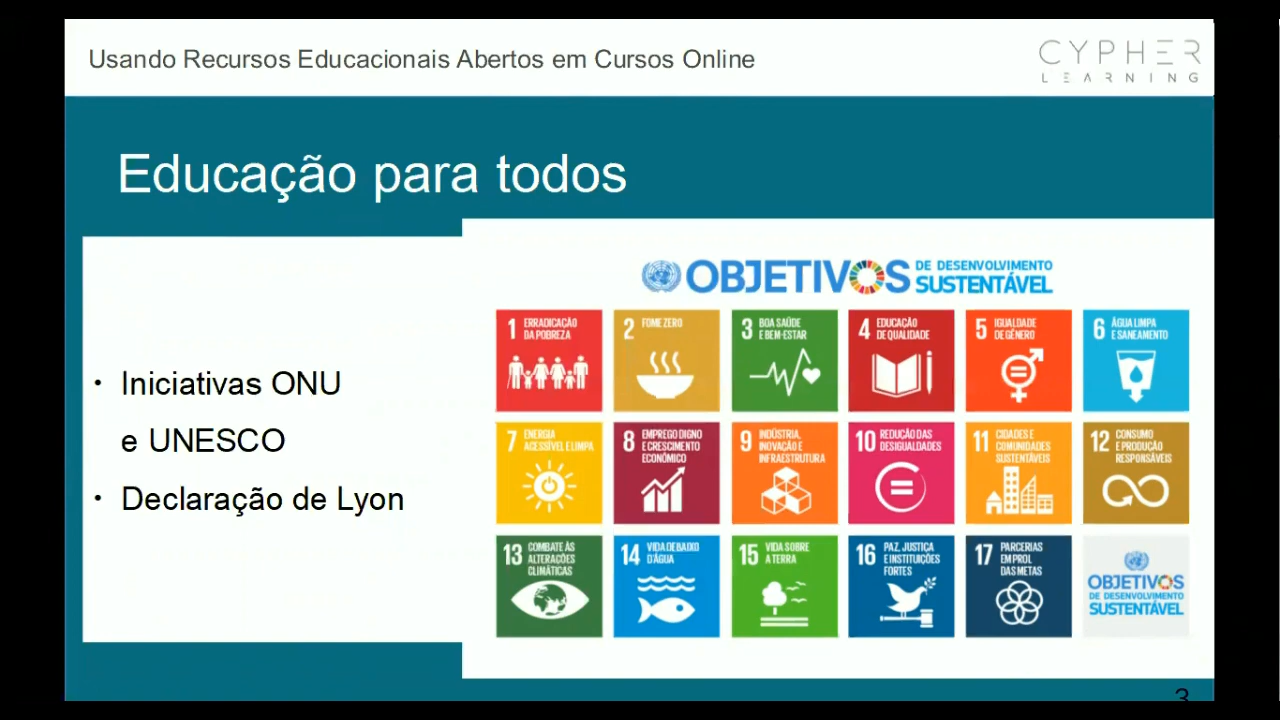 Usando Recursos Educacionais Abertos em Cursos Online
CYPHER
LEARNING
Educação para todos
• Iniciativas ONU
e UNESCO
• Declaração de Lyon
OBJETIVOS
DE DESENVOLVIMENTO
SUSTENTÁVEL
1 ERRADICAÇÃO
DA POBREZA
2 FOME ZERO
3 BOA SAÚDE
E BEM-ESTAR
4 EDUCAÇÃO
DE QUALIDADE
5 IGUALDADE
DE GÊNERO
6 ÁGUA LIMPA
E SANEAMENTO
7 ENERGIA
ACESSÍVEL E LIMPA
8 EMPREGO DIGNO
E CRESCIMENTO
ECONÔMICO
9 INDÚSTRIA,
INOVAÇÃO E
INFRAESTRUTURA
10 REDUÇÃO DAS
DESIGUALDADES
11 CIDADES E
COMUNIDADES
SUSTENTÁVEIS
12 CONSUMO
E PRODUÇÃO
RESPONSÁVEIS
13 COMBATE ÀS
ALTERAÇÕES
CLIMÁTICAS
14 VIDA DEBAIXO
D'ÁGUA
15 VIDA SOBRE
A TERRA
16 PAZ, JUSTIÇA
E INSTITUIÇÕES
FORTES
17 PARCERIAS
EM PROL
DAS METAS
OBJETIVOS
DE DESENVOLVIMENTO
SUSTENTÁVEL
3